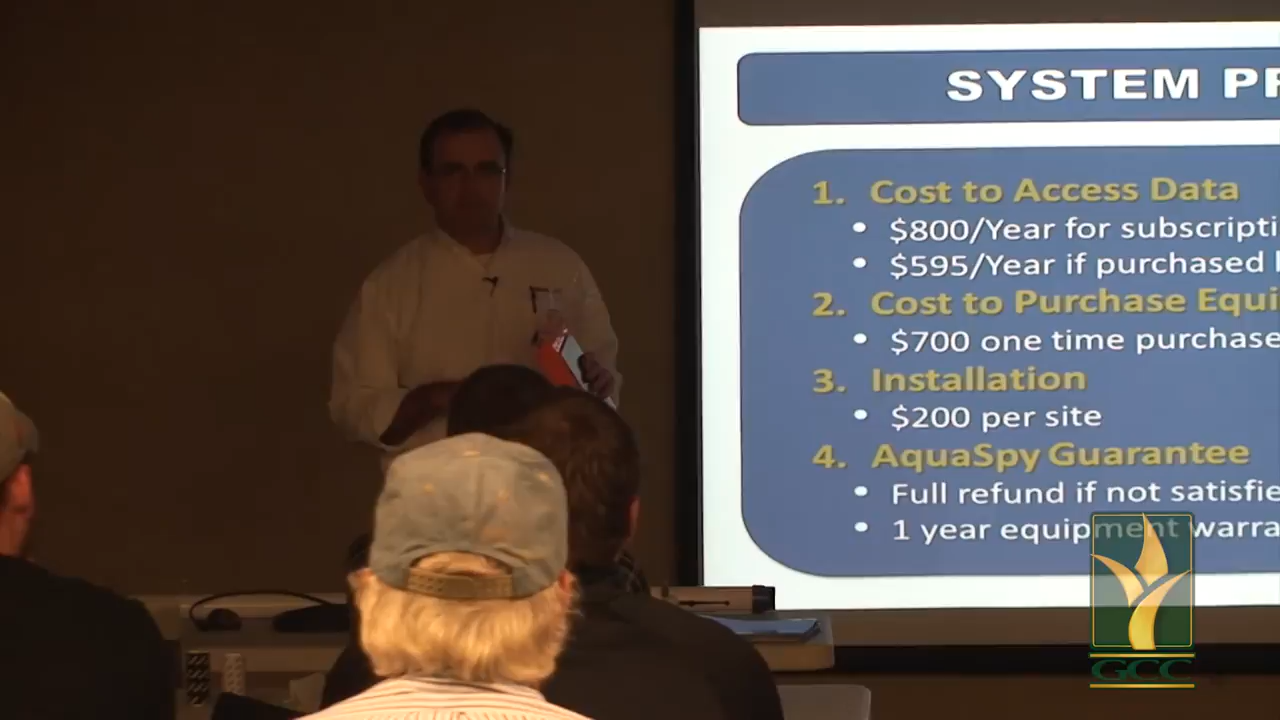 SYSTEM PR
1. Cost to Access Data
• $800/Year for subscripti
• $595/Year if purchased
2. Cost to Purchase Equi
• $700 one time purchase
3. Installation
• $200 per site
4. AquaSpy Guarantee
• Full refund if not satisfie
• 1 year equipment warra
GCC